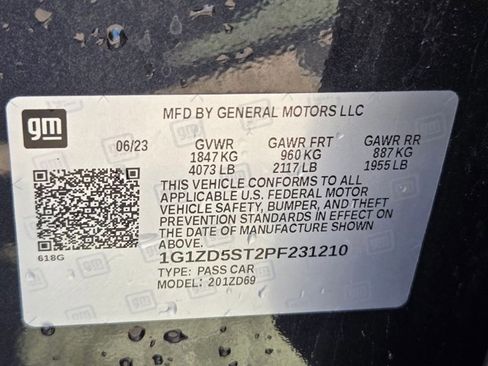 gm
MFD BY GENERAL MOTORS LLC
06/23 GVWR GAWR FRT GAWR RR
1847 KG 960 KG 887 KG
4073 LB 2117 LB 1955 LB
THIS VEHICLE CONFORMS TO ALL
APPLICABLE U.S. FEDERAL MOTOR
VEHICLE SAFETY, BUMPER, AND THEFT
PREVENTION STANDARDS IN EFFECT ON
THE DATE OF MANUFACTURE SHOWN
ABOVE.
618G
1G1ZD5ST2PF231210
TYPE: PASS CAR
MODEL: 201ZD69